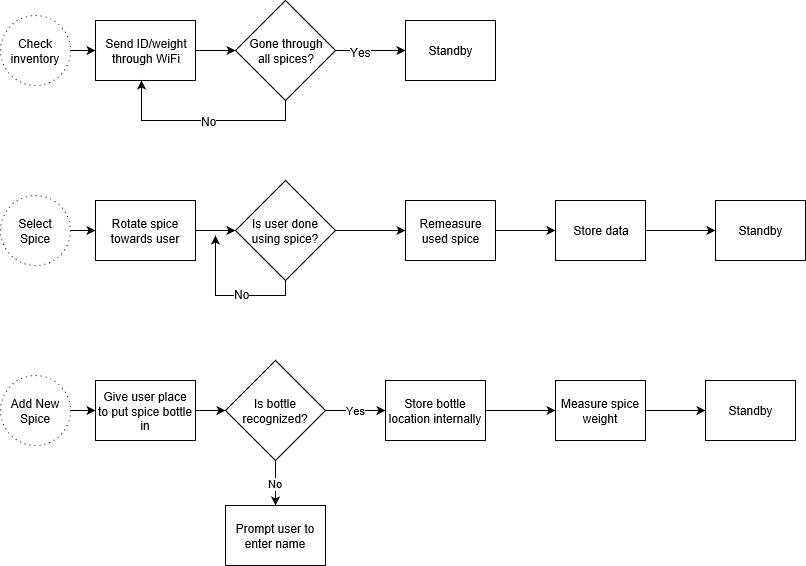 Check
inventory
Send ID/weight
through WiFi
Gone through
all spices?
Yes
Standby
No
Select
Spice
Rotate spice
towards user
Is user done
using spice?
Remeasure
used spice
Store data
Standby
No
Add New
Spice
Give user place
to put spice bottle
in
Is bottle
recognized?
Yes
Store bottle
location internally
Measure spice
weight
Standby
No
Prompt user to
enter name